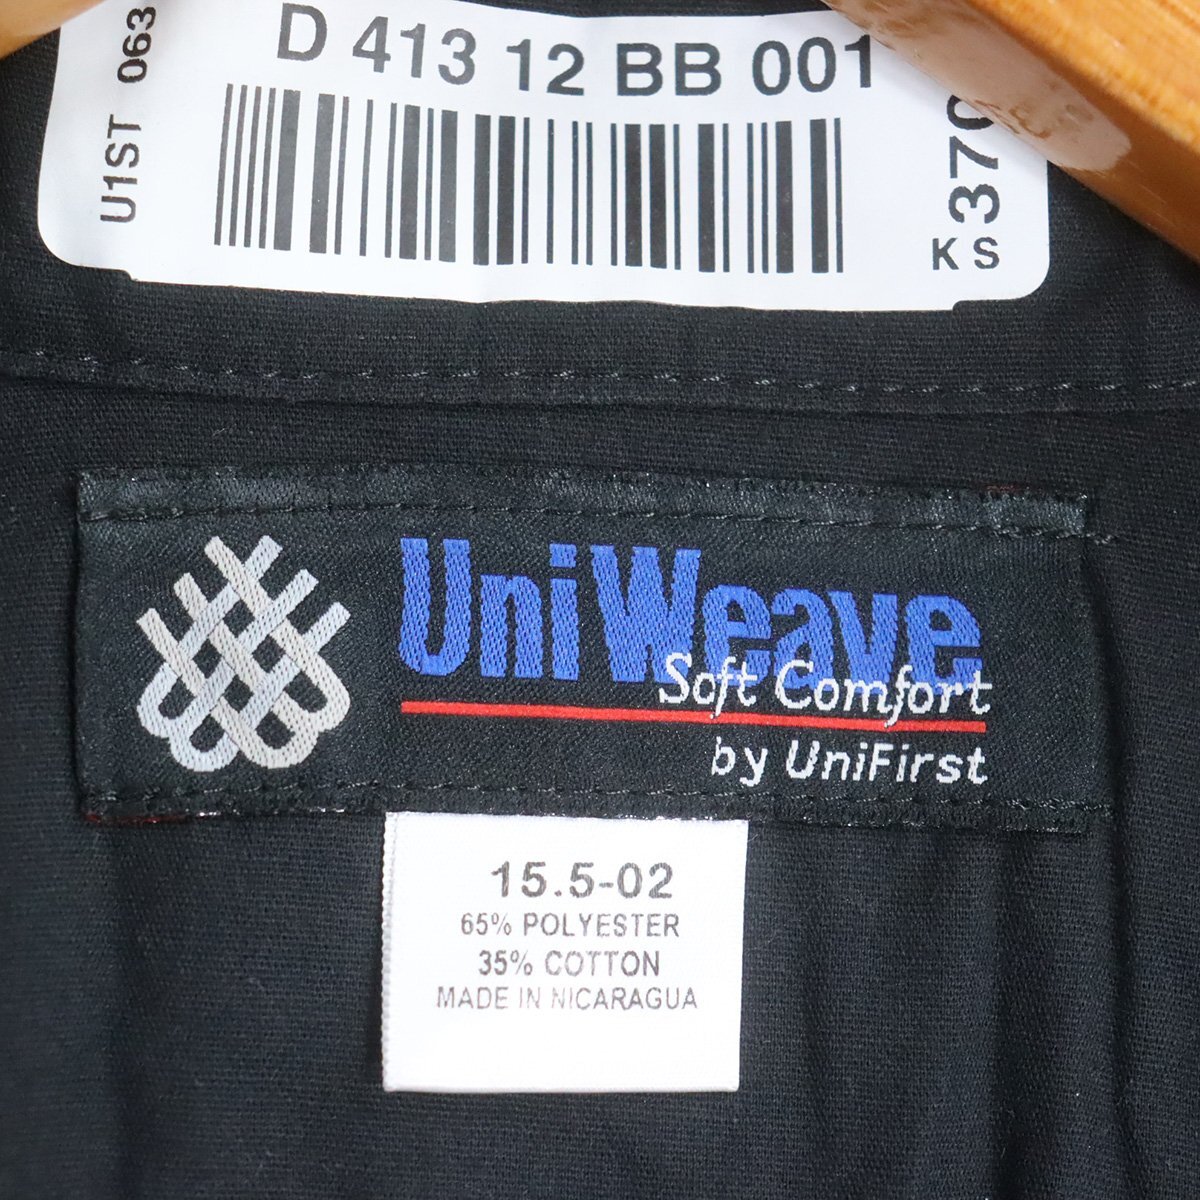 D 413 12 BB 001
U1ST 063
KS
UniWeave
Soft Comfort
by UniFirst
15.5-02
65% POLYESTER
35% COTTON
MADE IN NICARAGUA